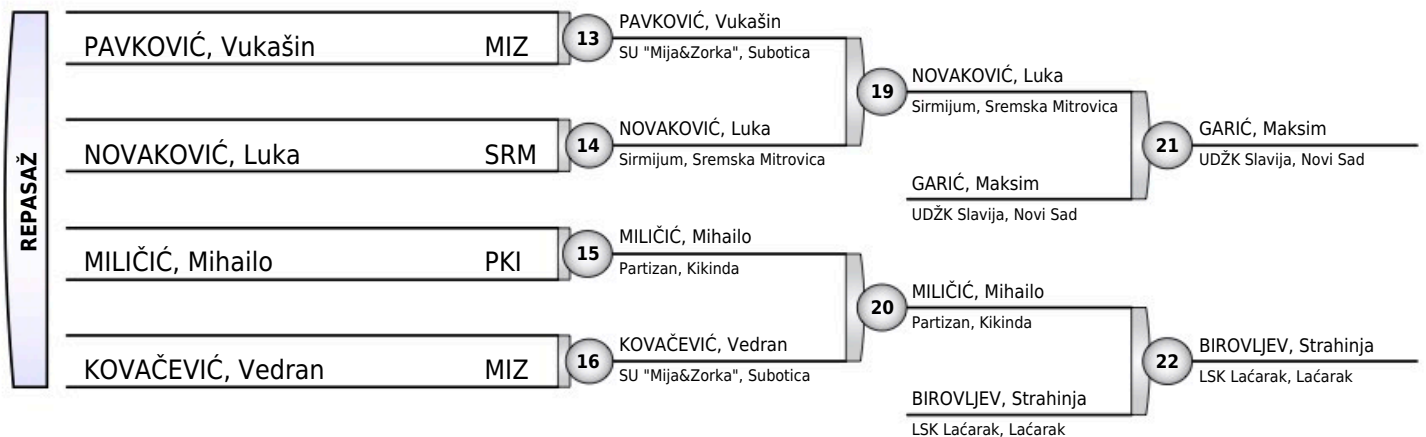 REPASAŽ
PAVKOVIĆ, Vukašin MIZ
NOVAKOVIĆ, Luka SRM
MILIČIĆ, Mihailo PKI
KOVAČEVIĆ, Vedran MIZ
13
PAVKOVIĆ, Vukašin
SU "Mija&Zorka", Subotica
14
NOVAKOVIĆ, Luka
Sirmijum, Sremska Mitrovica
15
MILIČIĆ, Mihailo
Partizan, Kikinda
16
KOVAČEVIĆ, Vedran
SU "Mija&Zorka", Subotica
19
NOVAKOVIĆ, Luka
Sirmijum, Sremska Mitrovica
GARIĆ, Maksim
UDŽK Slavija, Novi Sad
20
MILIČIĆ, Mihailo
Partizan, Kikinda
BIROVLJEV, Strahinja
LSK Laćarak, Laćarak
21
GARIĆ, Maksim
UDŽK Slavija, Novi Sad
22
BIROVLJEV, Strahinja
LSK Laćarak, Laćarak